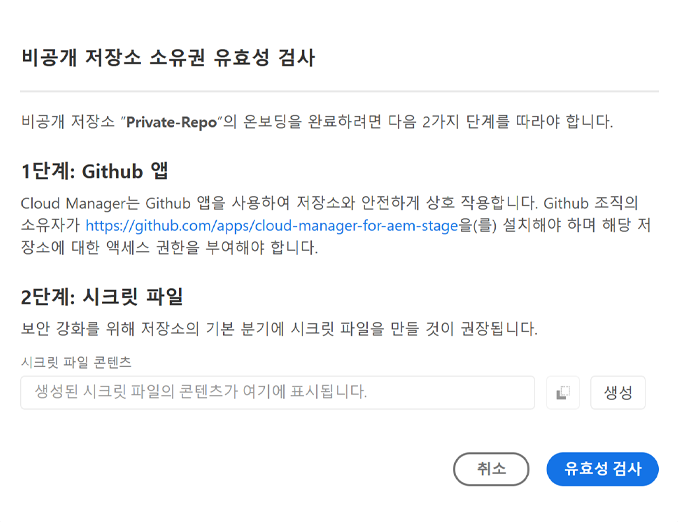 비공개 저장소 소유권 유효성 검사
비공개 저장소 "Private-Repo"의 온보딩을 완료하려면 다음 2가지 단계를 따라야 합니다.
1단계: Github 앱
Cloud Manager는 Github 앱을 사용하여 저장소와 안전하게 상호 작용합니다. Github 조직의
소유자가 https://github.com/apps/cloud-manager-for-aem-stage을(를) 설치해야 하며 해당 저
장소에 대한 액세스 권한을 부여해야 합니다.
2단계: 시크릿 파일
보안 강화를 위해 저장소의 기본 분기에 시크릿 파일을 만들 것이 권장됩니다.
시크릿 파일 콘텐츠
생성된 시크릿 파일의 콘텐츠가 여기에 표시됩니다.
생성
취소
유효성 검사